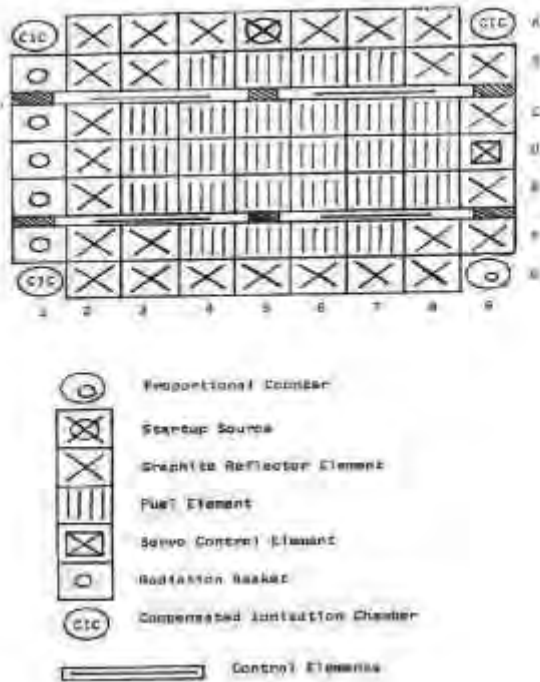 CIC
CIC
A
CIC
1 2 3 4 5 6 7 8 9
Proportional Counter
Startup Source
Graphite Reflector Element
Fuel Element
Servo Control Element
Radiation Basket
CIC
Compensated Ionisation Chamber
Control Elements